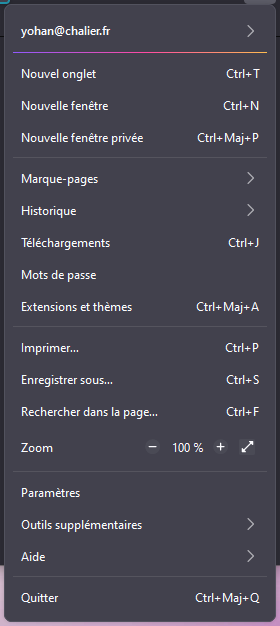 yohan@chalier.fr
Nouvel onglet Ctrl+T
Nouvelle fenêtre Ctrl+N
Nouvelle fenêtre privée Ctrl+Maj+P
Marque-pages
Historique
Téléchargements Ctrl+J
Mots de passe
Extensions et thèmes Ctrl+Maj+A
Imprimer... Ctrl+P
Enregistrer sous... Ctrl+S
Rechercher dans la page... Ctrl+F
Zoom − 100 % +
Paramètres
Outils supplémentaires
Aide
Quitter Ctrl+Maj+Q